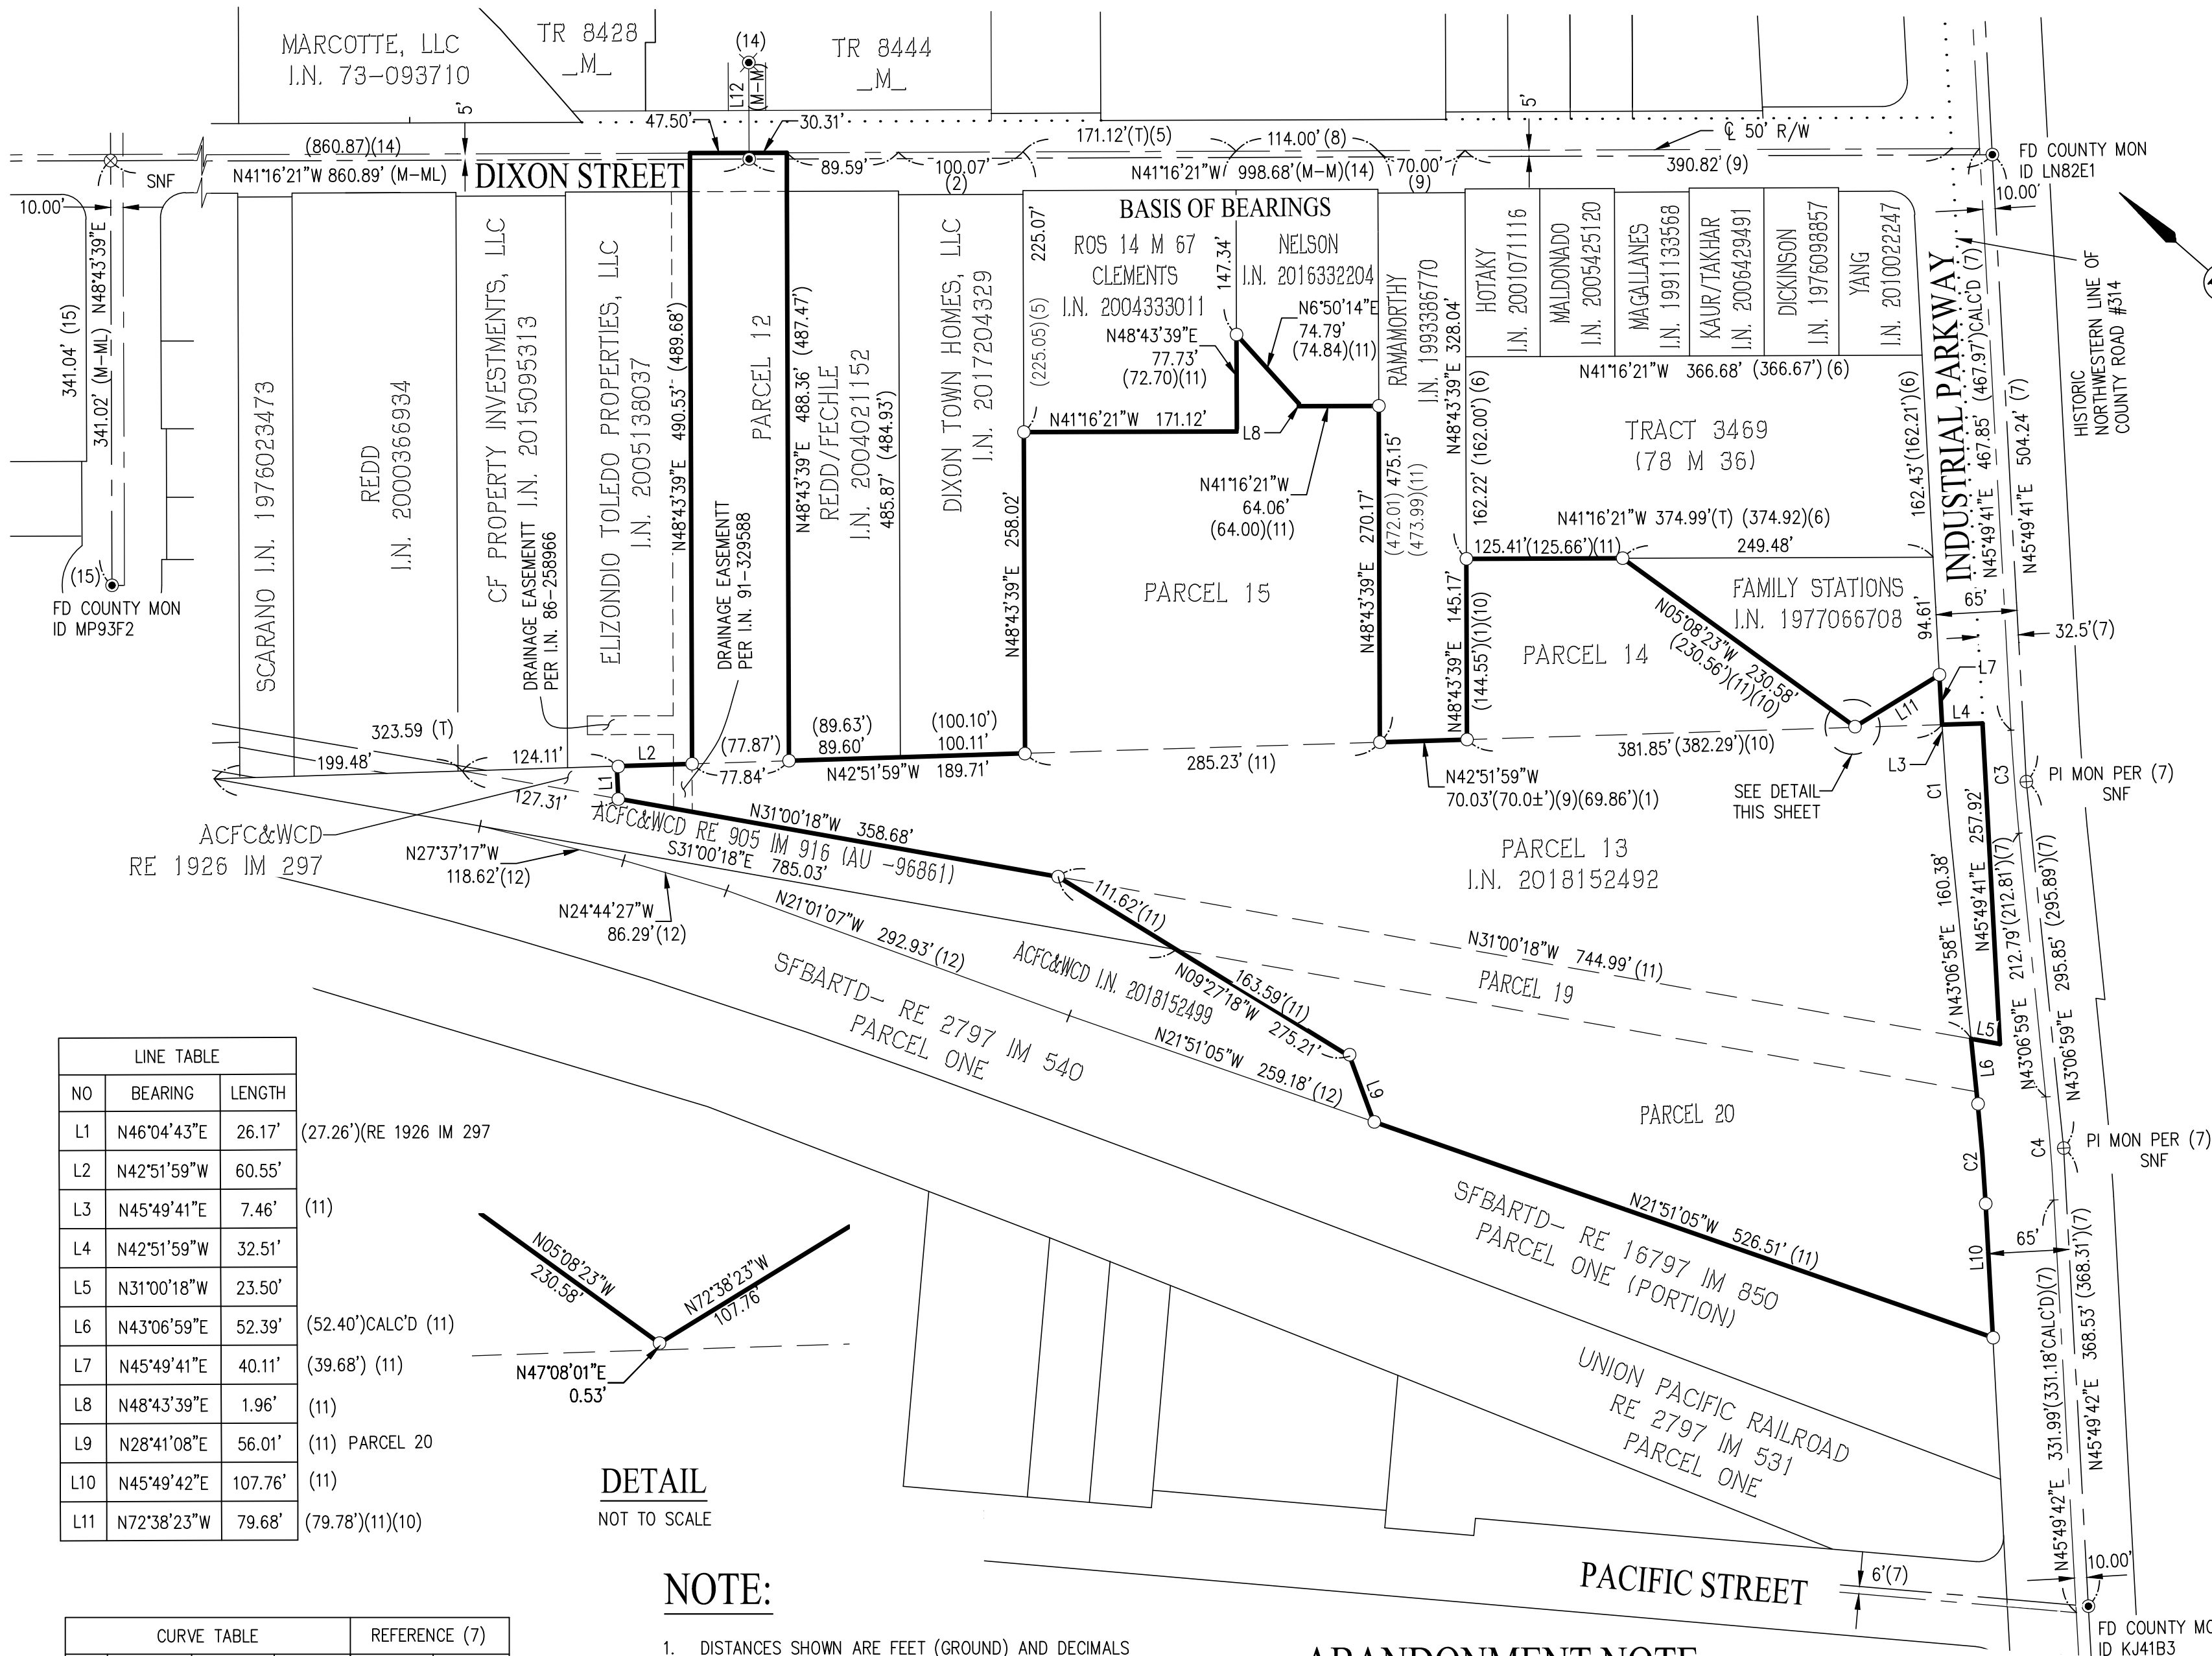 MARCOTTE, LLC
I.N. 73-093710
TR 8428
_M_
(14)
L12
(M-M)
TR 8444
_M_
5'
47.50'
30.31'
5'
℄ 50' R/W
(860.87)(14)
N41°16'21"W 860.89' (M-ML)
DIXON STREET
89.59'
100.07'
(2)
171.12'(T)(5)
114.00' (8)
N41°16'21"W 998.68'(M-M)(14)
70.00'
(9)
390.82' (9)
FD COUNTY MON
ID LN82E1
10.00'
SNF
10.00'
341.04' (15)
341.02' (M-ML) N48°43'39"E
(15)
FD COUNTY MON
ID MP93F2
SCARANO I.N. 197602347​3
REDD
I.N. 2000366934
CF PROPERTY INVESTMENTS, LLC
I.N. 2015095313
DRAINAGE EASEMENTT
PER I.N. 86-258966
ELIZONDIO TOLEDO PROPERTIES, LLC
I.N. 2005138037
N48°43'39"E 490.53' (489.68')
DRAINAGE EASEMENTT
PER I.N. 91-329588
PARCEL 12
N48°43'39"E 488.36' (487.47')
REDD/FECHLE
I.N. 2004021152
485.87' (484.93')
DIXON TOWN HOMES, LLC
I.N. 2017204329
225.07'
(225.05)(5)
N48°43'39"E 258.02'
BASIS OF BEARINGS
ROS 14 M 67
CLEMENTS
I.N. 2004333011
147.34'
NELSON
I.N. 2016332204
N6°50'14"E
74.79'
(74.84)(11)
N48°43'39"E
77.73'
(72.70)(11)
N41°16'21"W 171.12'
L8
N41°16'21"W
64.06'
(64.00)(11)
PARCEL 15
N48°43'39"E 270.17'
(472.01) 475.15'
(473.99)(11)
RAMAMORTHY
I.N. 1993386770
N48°43'39"E 328.04'
HOTAKY
I.N. 2001071116
MALDONADO
I.N. 2005425120
MAGALLANES
I.N. 1991133568
KAUR/TAKHAR
I.N. 2006429491
DICKINSON
I.N. 1976098857
YANG
I.N. 2010022247
N41°16'21"W 366.68' (366.67') (6)
162.22' (162.00') (6)
TRACT 3469
(78 M 36)
162.43'(162.21')(6)
N41°16'21"W 374.99'(T) (374.92)(6)
125.41'(125.66')(11)
249.48'
FAMILY STATIONS
I.N. 1977066708
94.61'
INDUSTRIAL PARKWAY
N45°49'41"E 467.85' (467.97')CALC'D (7)
N45°49'41"E 504.24' (7)
HISTORIC
NORTHWESTERN LINE OF
COUNTY ROAD #314
65'
32.5'(7)
N48°43'39"E 145.17'
(144.55')(1)(10)
PARCEL 14
N05°08'23"W 230.58'
(230.56')(11)(10)
L11
L7
L4
L3
381.85' (382.29')(10)
SEE DETAIL
THIS SHEET
C1
C3
PI MON PER (7)
SNF
323.59 (T)
199.48'
124.11'
L2
L1
127.31'
(77.87')
77.84'
(89.63')
89.60'
(100.10')
100.11'
N42°51'59"W 189.71'
285.23' (11)
N42°51'59"W
70.03'(70.0±')(9)(69.86')(1)
ACFC&WCD
RE 1926 IM 297
N31°00'18"W 358.68'
ACFC&WCD RE 905 IM 916 (AU -96861)
S31°00'18"E 785.03'
N27°37'17"W
118.62'(12)
N24°44'27"W
86.29'(12)
N21°01'07"W 292.93'(12)
111.62'(11)
163.59'(11)
N09°27'18"W 275.21'
ACFC&WCD I.N. 2018152499
N21°51'05"W 259.18'(12)
SFBARTD- RE 2797 IM 540
PARCEL ONE
PARCEL 13
I.N. 2018152492
N31°00'18"W 744.99'(11)
PARCEL 19
N43°06'58"E 160.38'
N45°49'41"E 257.92'
N43°06'59"E 212.79'(212.81')(7)
N43°06'59"E 295.85' (295.89')(7)
L5
L6
PARCEL 20
L9
C2
C4
PI MON PER (7)
SNF
N21°51'05"W 526.51' (11)
SFBARTD- RE 16797 IM 850
PARCEL ONE (PORTION)
L10
65'
N45°49'42"E 331.99'(331.18'CALC'D)(7)
N45°49'42"E 368.53' (368.31')(7)
UNION PACIFIC RAILROAD
RE 2797 IM 531
PARCEL ONE
PACIFIC STREET
6'(7)
10.00'
FD COUNTY MO
ID KJ41B3
LINE TABLE
NO BEARING LENGTH
L1 N46°04'43"E 26.17' (27.26')(RE 1926 IM 297
L2 N42°51'59"W 60.55'
L3 N45°49'41"E 7.46' (11)
L4 N42°51'59"W 32.51'
L5 N31°00'18"W 23.50'
L6 N43°06'59"E 52.39' (52.40')CALC'D (11)
L7 N45°49'41"E 40.11' (39.68') (11)
L8 N48°43'39"E 1.96' (11)
L9 N28°41'08"E 56.01' (11) PARCEL 20
L10 N45°49'42"E 107.76' (11)
L11 N72°38'23"W 79.68' (79.78')(11)(10)
N05°08'23"W
230.58'
N72°38'23"W
107.76'
N47°08'01"E
0.53'
DETAIL
NOT TO SCALE
NOTE:
1. DISTANCES SHOWN ARE FEET (GROUND) AND DECIMALS
CURVE TABLE REFERENCE (7)